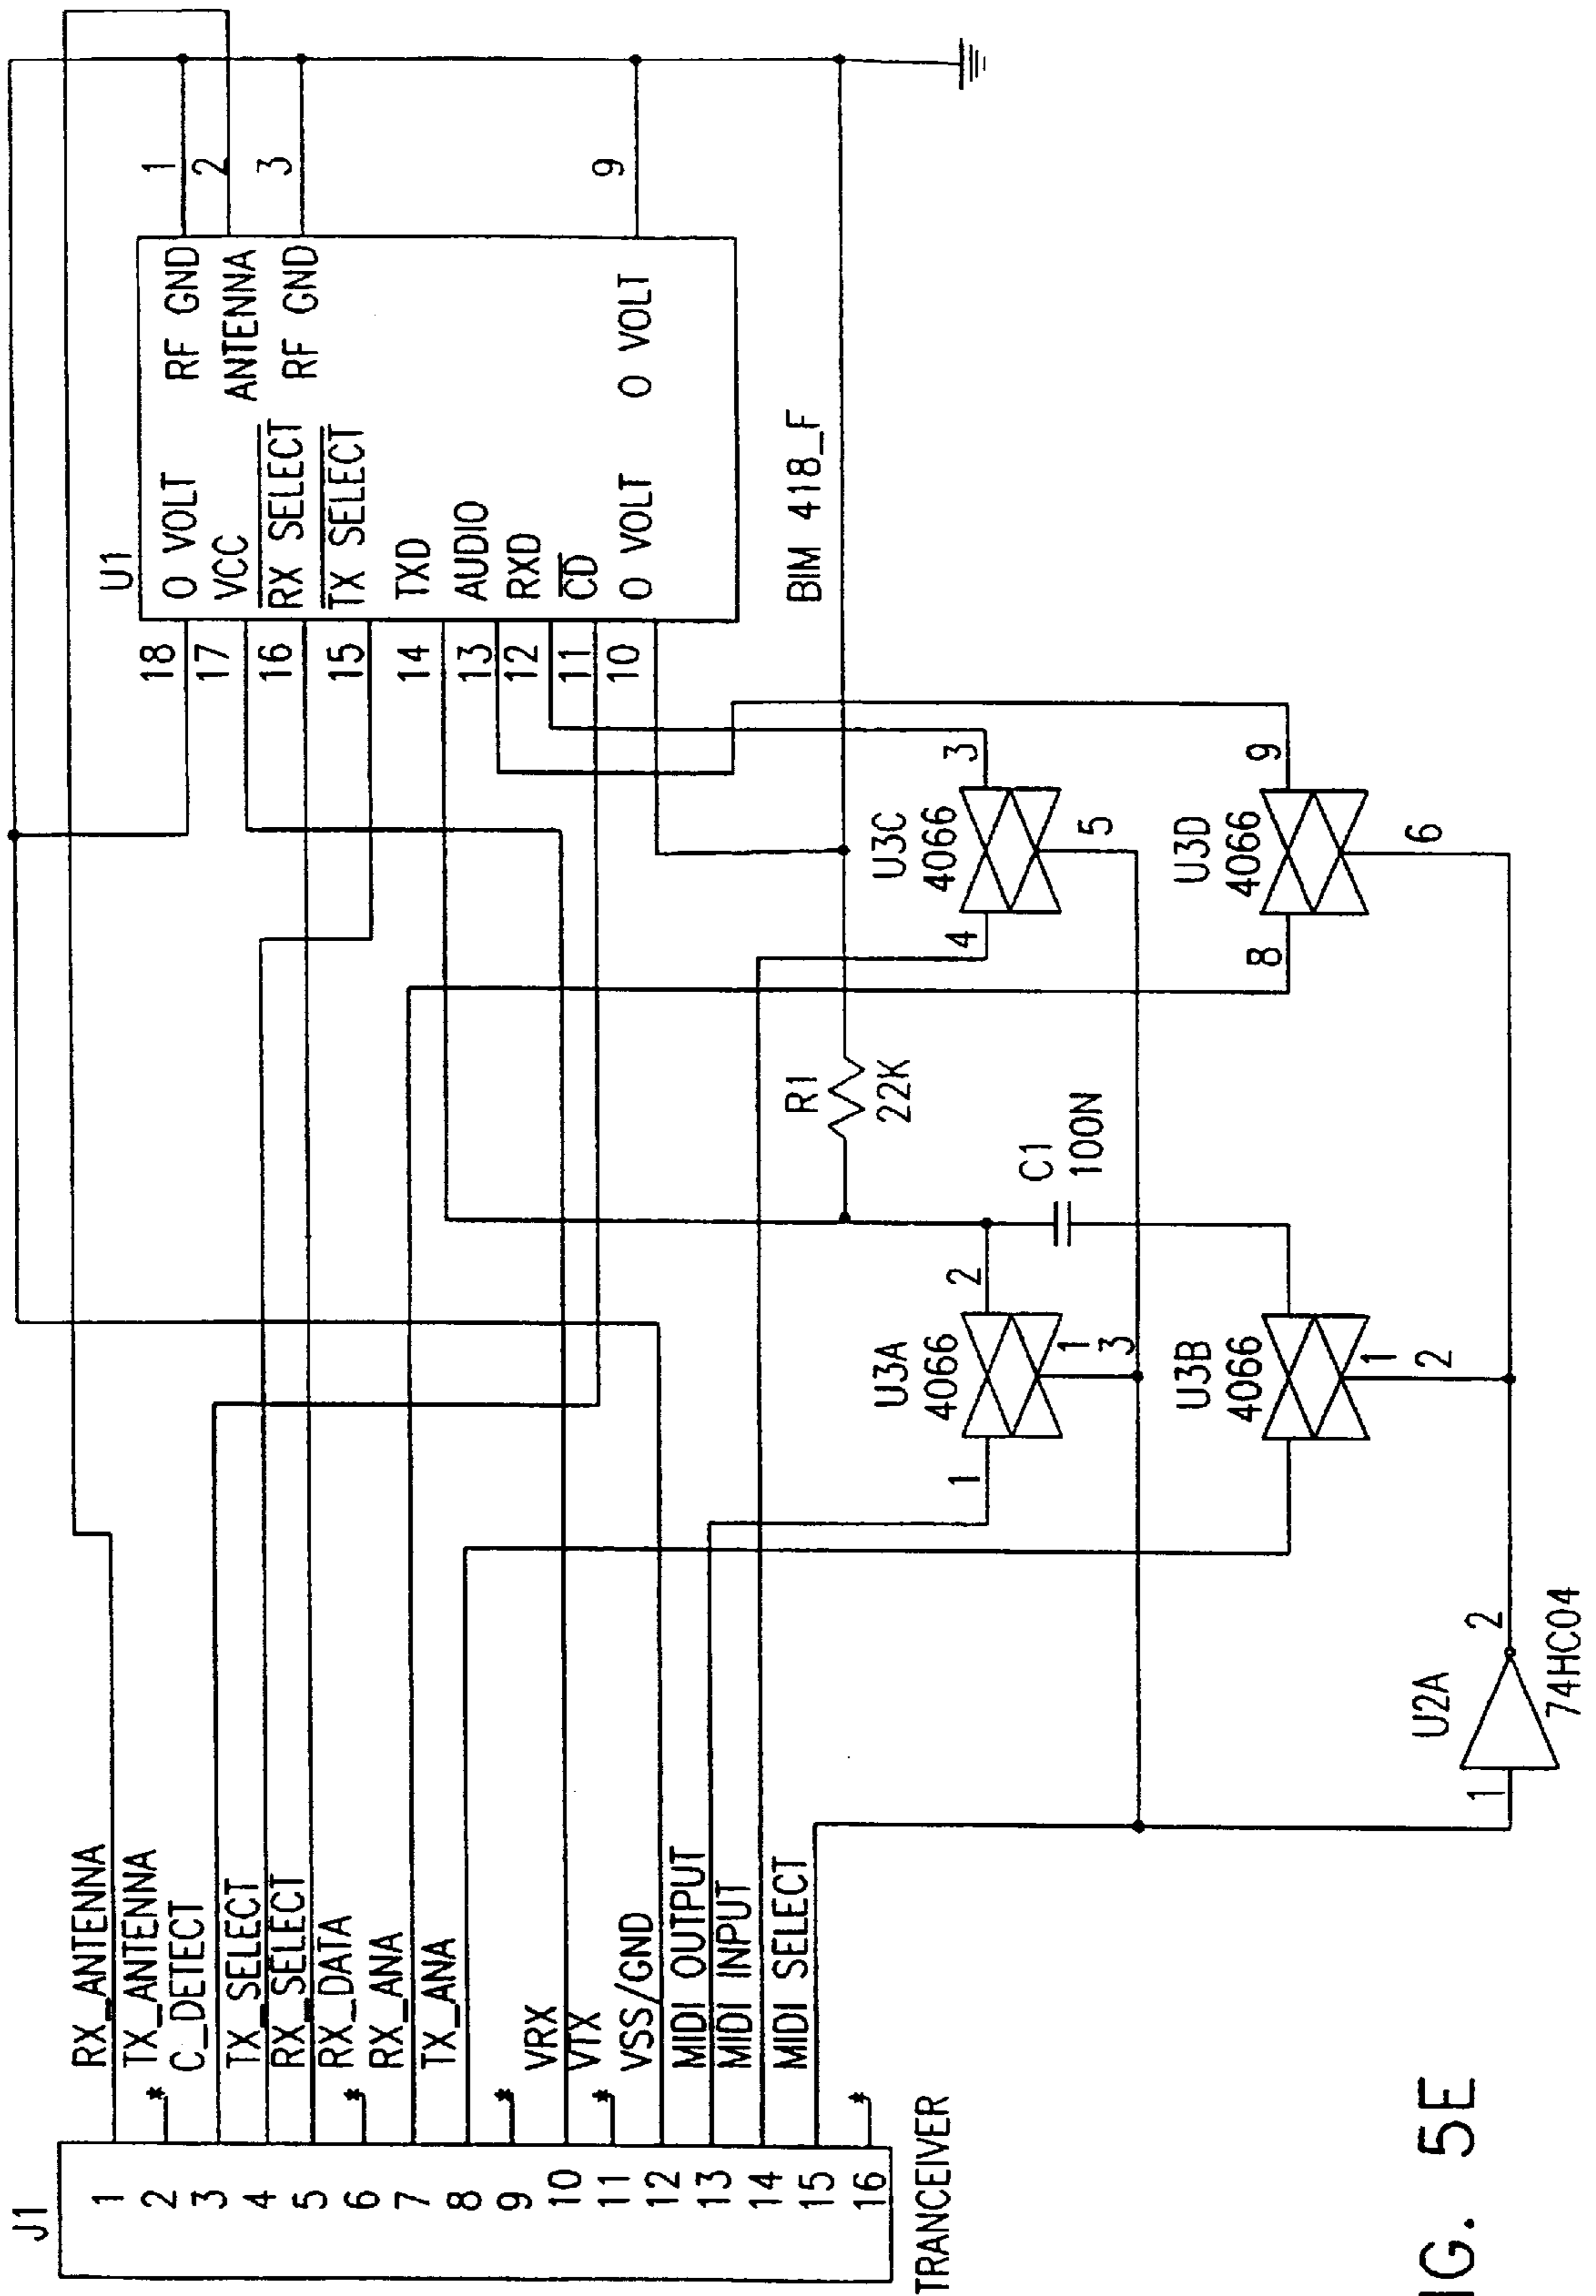 J1
1
2
3
4
5
6
7
8
9
10
11
12
13
14
15
16
TRANCEIVER
RX_ANTENNA
TX_ANTENNA
C_DETECT
TX_SELECT
RX_SELECT
RX_DATA
RX_ANA
TX_ANA
VRX
VTX
VSS/GND
MIDI OUTPUT
MIDI INPUT
MIDI SELECT
*
*
*
*
*
U1
18
17
16
15
14
13
12
11
10
O VOLT
VCC
RX SELECT
TX SELECT
TXD
AUDIO
RXD
CD
O VOLT
RF GND
ANTENNA
RF GND
O VOLT
1
2
3
9
BIM 418_F
R1
22K
C1
100N
U3A
4066
1
2
1
3
U3B
4066
1
2
U3C
4066
4
3
5
U3D
4066
8
9
6
U2A
1
2
74HC04
IG. 5E